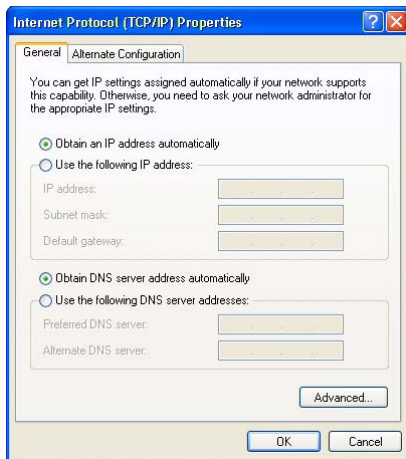 Internet Protocol (TCP/IP) Properties
General Alternate Configuration
You can get IP settings assigned automatically if your network supports
this capability. Otherwise, you need to ask your network administrator for
the appropriate IP settings.
Obtain an IP address automatically
Use the following IP address:
IP address:
Subnet mask:
Default gateway:
Obtain DNS server address automatically
Use the following DNS server addresses:
Preferred DNS server:
Alternate DNS server:
Advanced...
OK Cancel